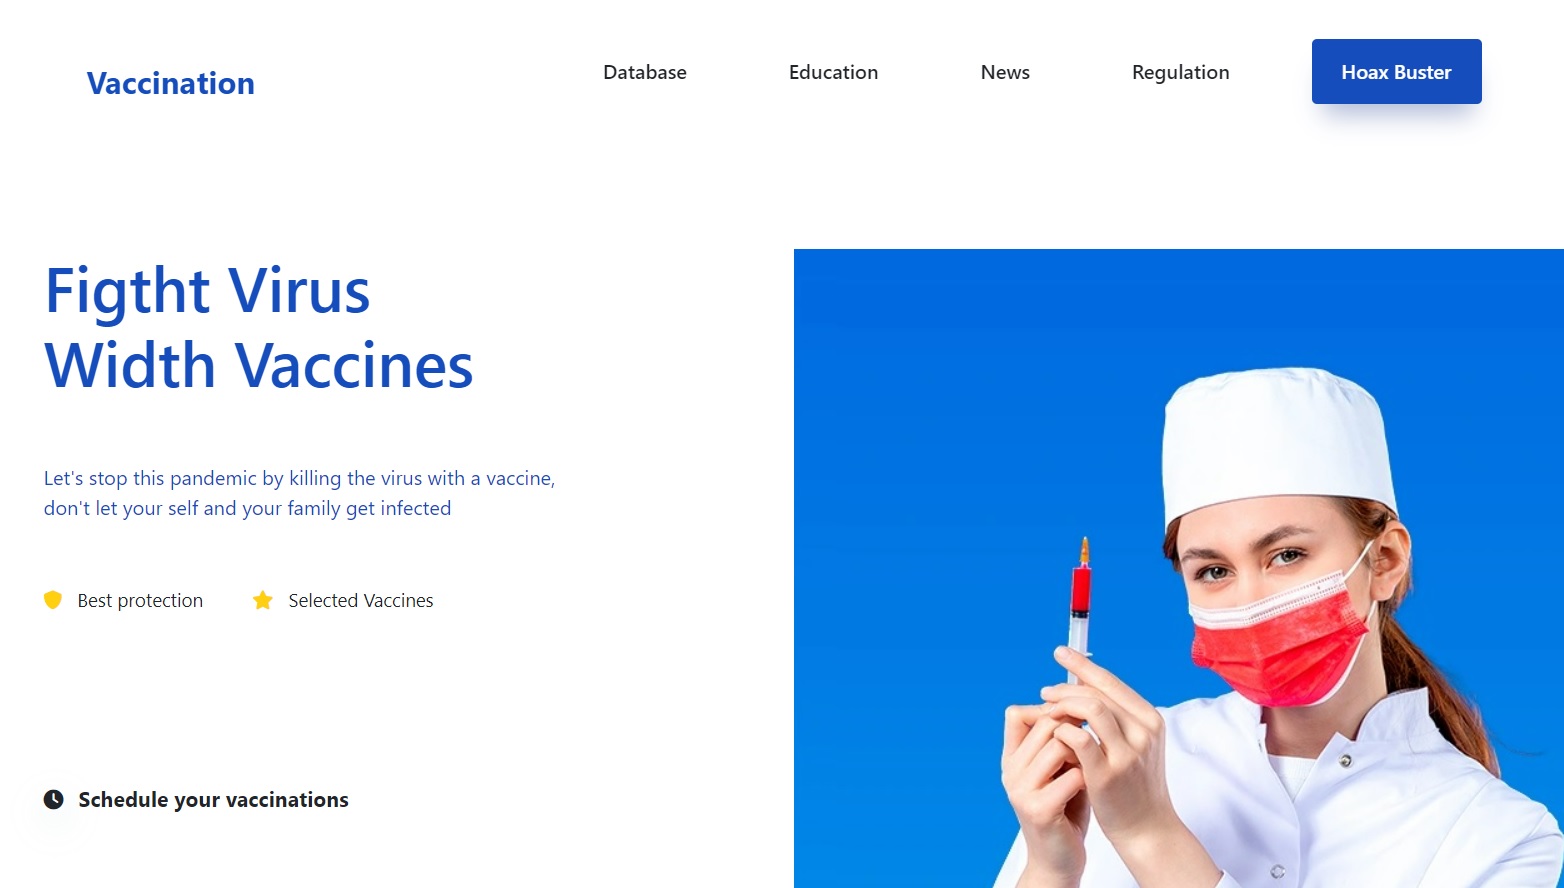 Vaccination
Database
Education
News
Regulation
Hoax Buster
Figtht Virus
Width Vaccines
Let's stop this pandemic by killing the virus with a vaccine,
don't let your self and your family get infected
Best protection
Selected Vaccines
Schedule your vaccinations